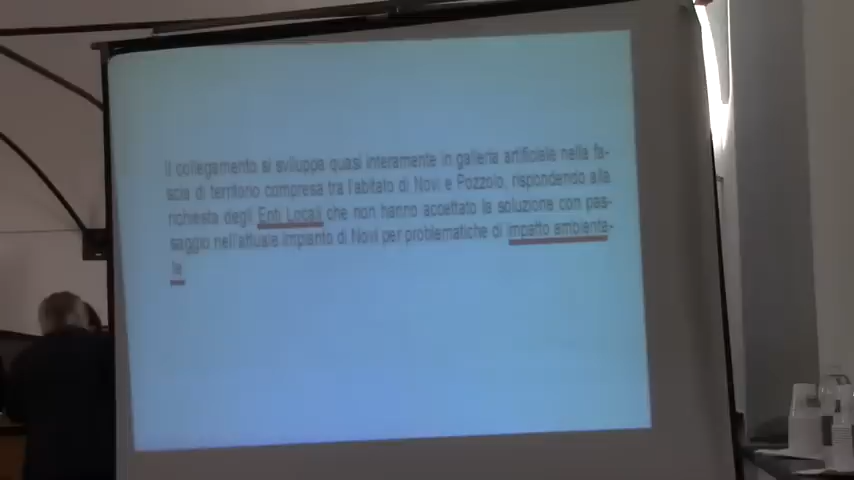 Il collegamento si sviluppa quasi interamente in galleria artificiale nella fa-
scia di territorio compresa tra l'abitato di Novi e Pozzolo, rispondendo alla
richiesta degli Enti Locali che non hanno accettato la soluzione con pas-
saggio nell'attuale impianto di Novi per problematiche di impatto ambienta-
le